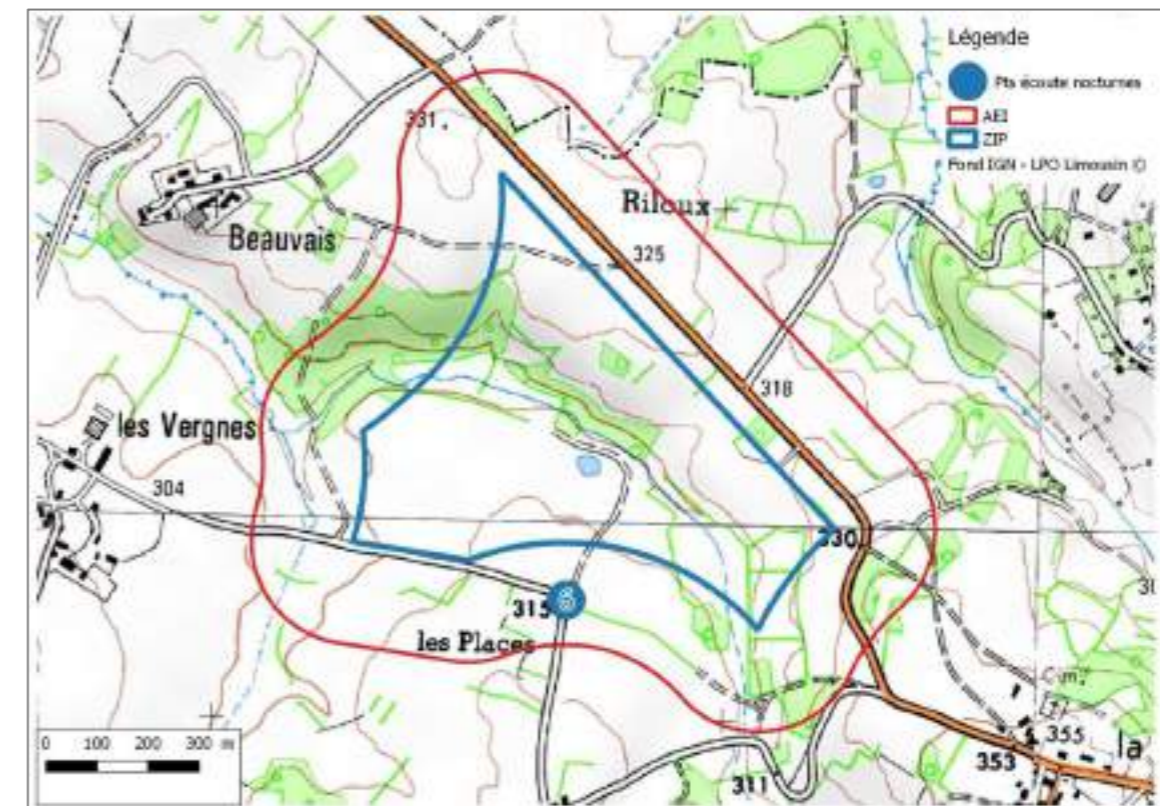 Légende
Pts écoute nocturnes
AEI
ZIP
Fond IGN - LPO Limousin ©
331
Riloux
Beauvais
325
318
les Vergnes
304
330
6
315
les Places
355
la
353
311
0 100 200 300 m